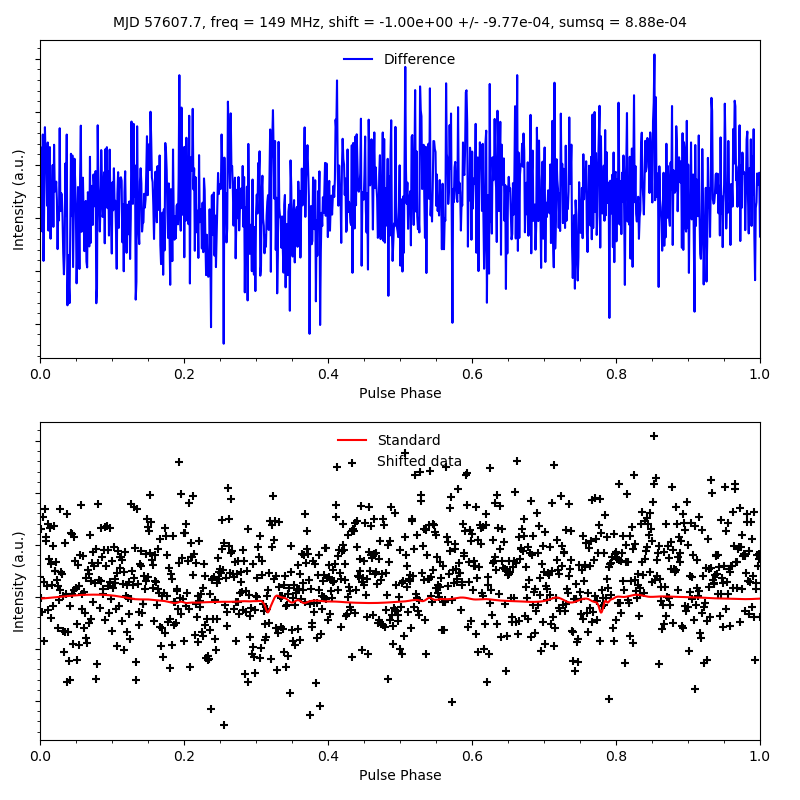 MJD 57607.7, freq = 149 MHz, shift = -1.00e+00 +/- -9.77e-04, sumsq = 8.88e-04
Difference
Intensity (a.u.)
0.0 0.2 0.4 0.6 0.8 1.0
Pulse Phase
Standard
Shifted data
Intensity (a.u.)
0.0 0.2 0.4 0.6 0.8 1.0
Pulse Phase